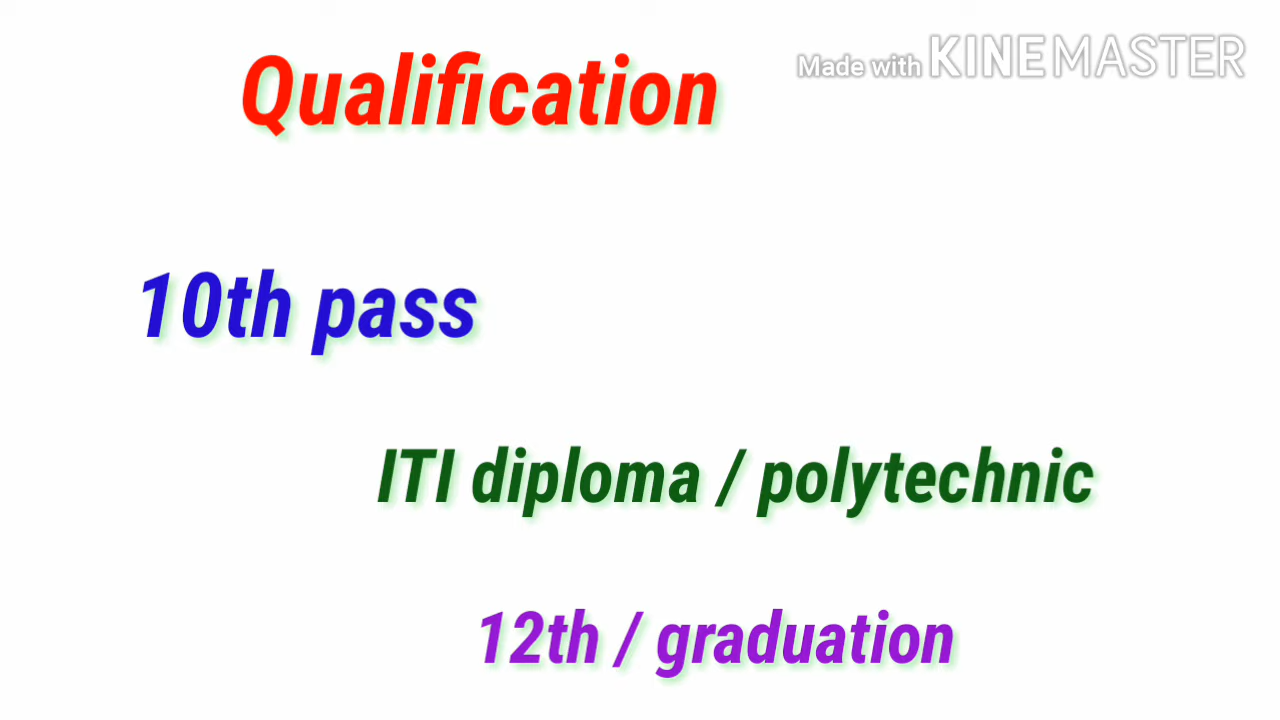 Qualification
Made with KINEMASTER
10th pass
ITI diploma / polytechnic
12th / graduation